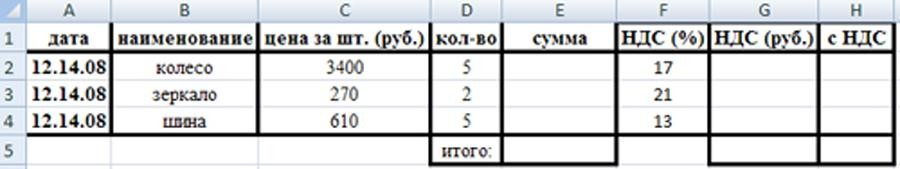 A B C D E F G H
1 дата наименование цена за шт. (руб.) кол-во сумма НДС (%) НДС (руб.) с НДС
2 12.14.08 колесо 3400 5 17
3 12.14.08 зеркало 270 2 21
4 12.14.08 шина 610 5 13
5 итого: